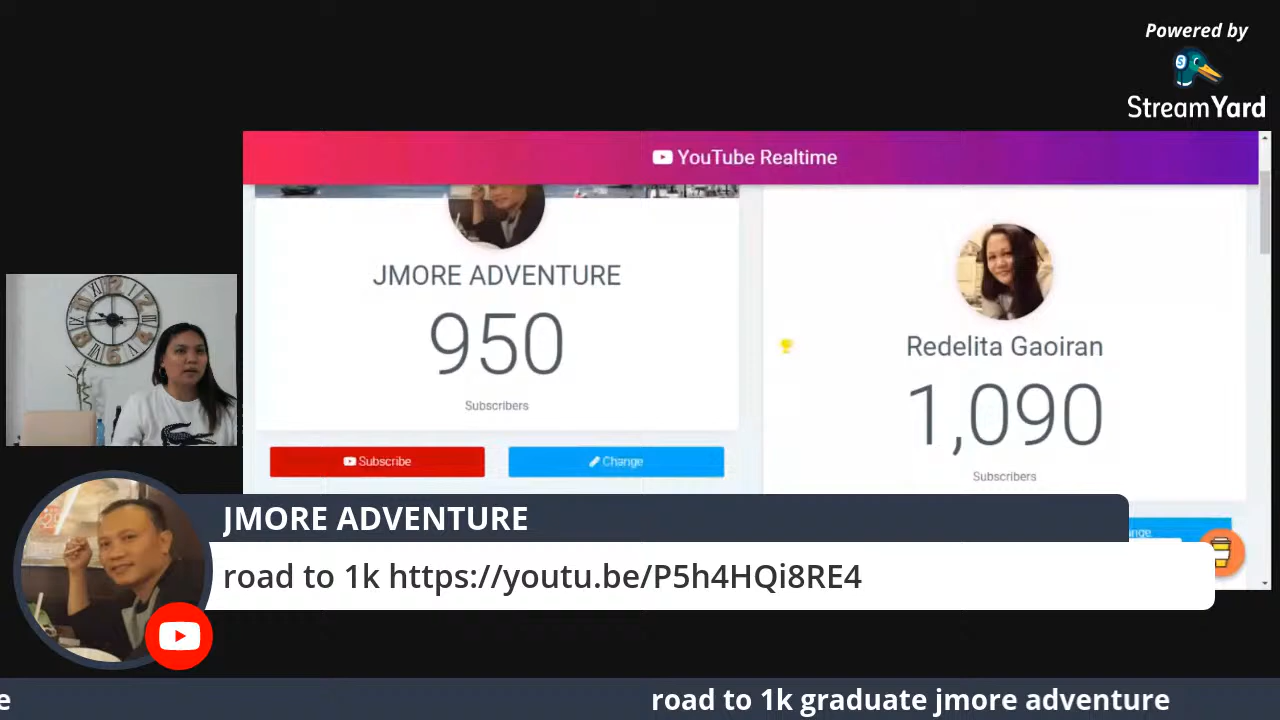 Powered by
StreamYard
YouTube Realtime
JMORE ADVENTURE
950
Subscribers
Subscribe
Change
Redelita Gaoiran
1,090
Subscribers
JMORE ADVENTURE
road to 1k https://youtu.be/P5h4HQi8RE4
e
road to 1k graduate jmore adventure